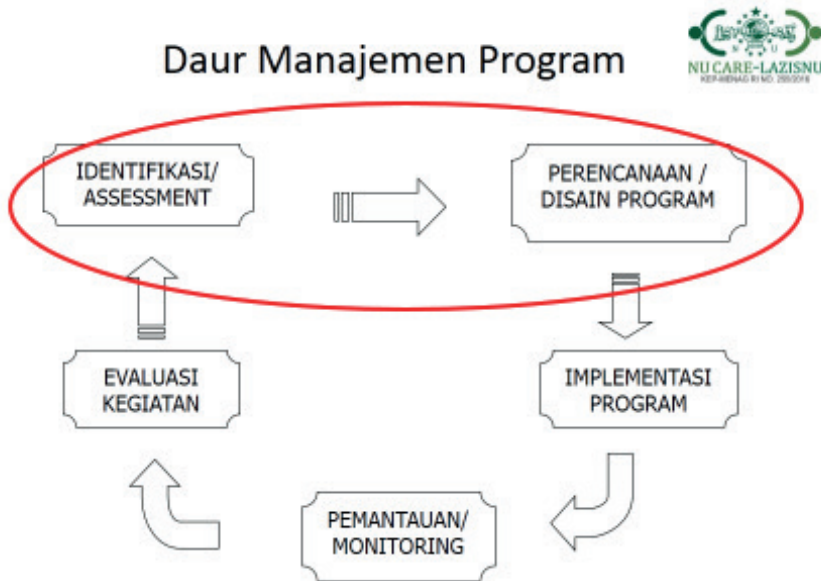 Daur Manajemen Program
N U
NU CARE-LAZISNU
IDENTIFIKASI/
ASSESSMENT
PERENCANAAN /
DISAIN PROGRAM
IMPLEMENTASI
PROGRAM
PEMANTAUAN/
MONITORING
EVALUASI
KEGIATAN